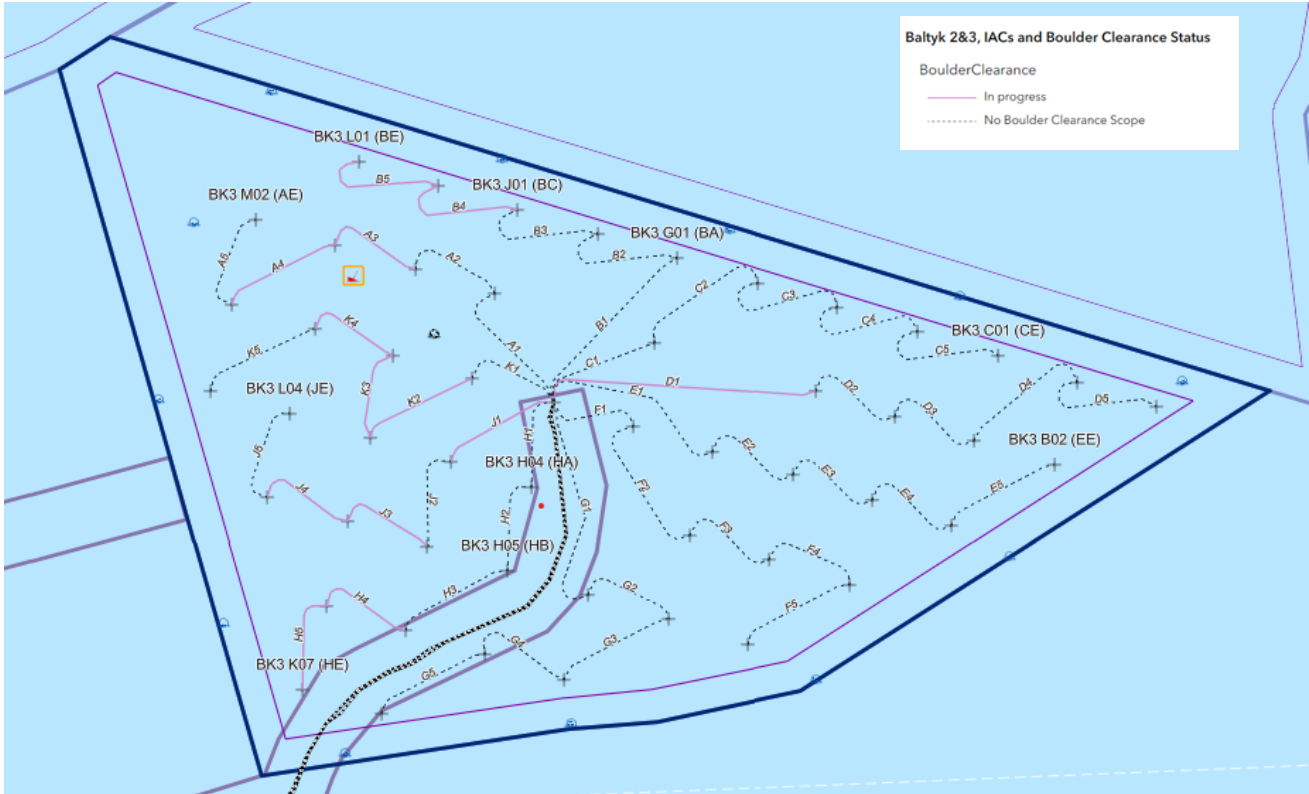 Baltyk 2&3, IACs and Boulder Clearance Status
BoulderClearance
In progress
No Boulder Clearance Scope
BK3 L01 (BE)
B5
BK3 J01 (BC)
BK3 M02 (AE)
B4
B3
BK3 G01 (BA)
A3
B2
A6
A4
A2
C2
C3
K4
B1
C4
BK3 C01 (CE)
A1
K5
C1
C5
K1
D1
D4
BK3 L04 (JE)
K3
K2
E1
D2
D5
J1
H1
F1
D3
BK3 B02 (EE)
J5
BK3 H04 (HA)
E2
J4
J2
F2
E3
E5
G1
E4
J3
H2
F3
BK3 H05 (HB)
F4
H3
G2
H4
F5
H5
G4
G3
BK3 K07 (HE)
G5